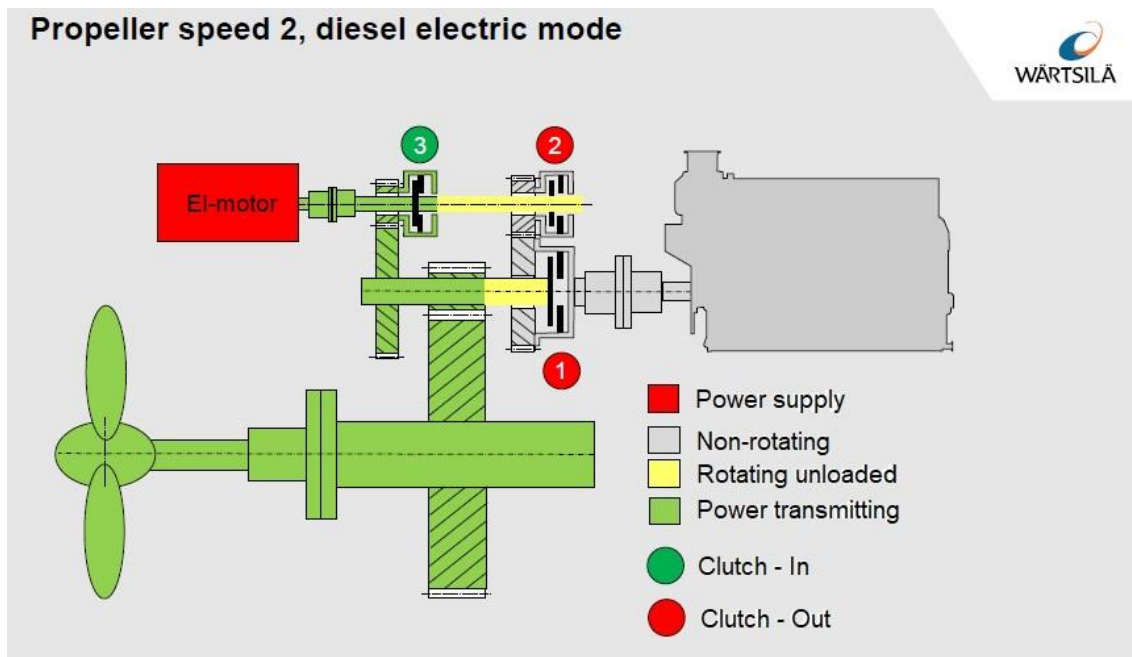 Propeller speed 2, diesel electric mode
WÄRTSILÄ
3
2
El-motor
1
Power supply
Non-rotating
Rotating unloaded
Power transmitting
Clutch - In
Clutch - Out